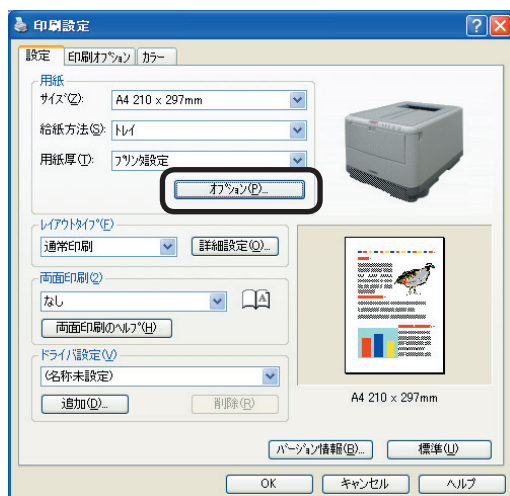 印刷設定
設定 印刷オプション カラー
用紙
サイズ(Z): A4 210 x 297mm
給紙方法(S): トレイ
用紙厚(T): プリンタ設定
オプション(P)...
レイアウトタイプ(F)
通常印刷 詳細設定(O)...
両面印刷(2)
なし
両面印刷のヘルプ(H)
ドライバ設定(V)
(名称未設定)
追加(D)... 削除(R)
A4 210 x 297mm
バージョン情報(B)... 標準(U)
OK キャンセル ヘルプ